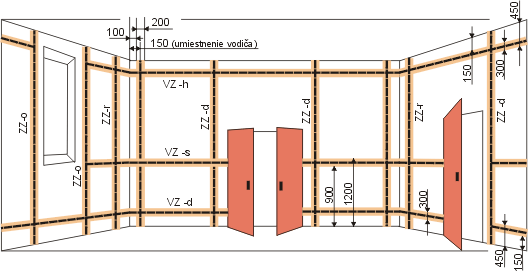 200
100
150 (umiestnenie vodiča)
450
150
300
VZ -h
ZZ-o
ZZ-o
ZZ-r
ZZ -d
ZZ -d
ZZ-r
ZZ -d
VZ -s
VZ -d
900
1200
300
450
150